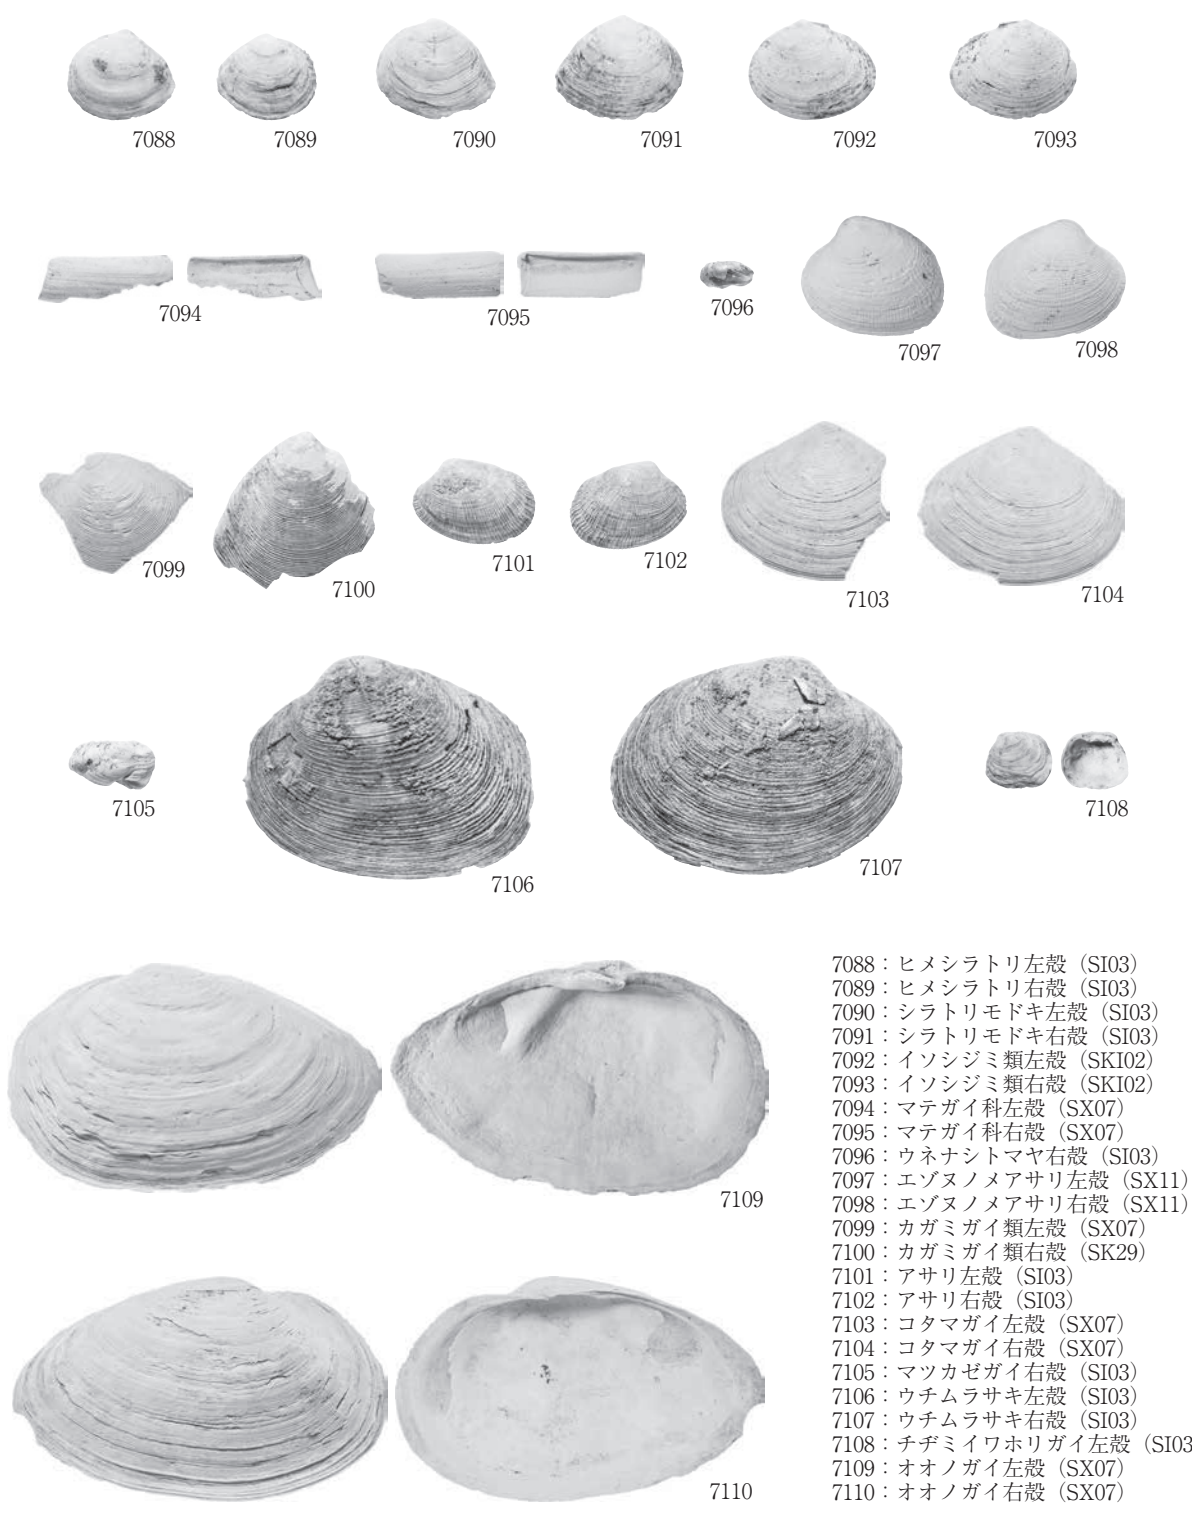 7088
7089
7090
7091
7092
7093
7094
7095
7096
7097
7098
7099
7100
7101
7102
7103
7104
7105
7106
7107
7108
7109
7110
7088：ヒメシラトリ左殻（SI03）
7089：ヒメシラトリ右殻（SI03）
7090：シラトリモドキ左殻（SI03）
7091：シラトリモドキ右殻（SI03）
7092：イソシジミ類左殻（SKI02）
7093：イソシジミ類右殻（SKI02）
7094：マテガイ科左殻（SX07）
7095：マテガイ科右殻（SX07）
7096：ウネナシトマヤ右殻（SI03）
7097：エゾヌノメアサリ左殻（SX11）
7098：エゾヌノメアサリ右殻（SX11）
7099：カガミガイ類左殻（SX07）
7100：カガミガイ類右殻（SK29）
7101：アサリ左殻（SI03）
7102：アサリ右殻（SI03）
7103：コタマガイ左殻（SX07）
7104：コタマガイ右殻（SX07）
7105：マツカゼガイ右殻（SI03）
7106：ウチムラサキ左殻（SI03）
7107：ウチムラサキ右殻（SI03）
7108：チヂミイワホリガイ左殻（SI03
7109：オオノガイ左殻（SX07）
7110：オオノガイ右殻（SX07）